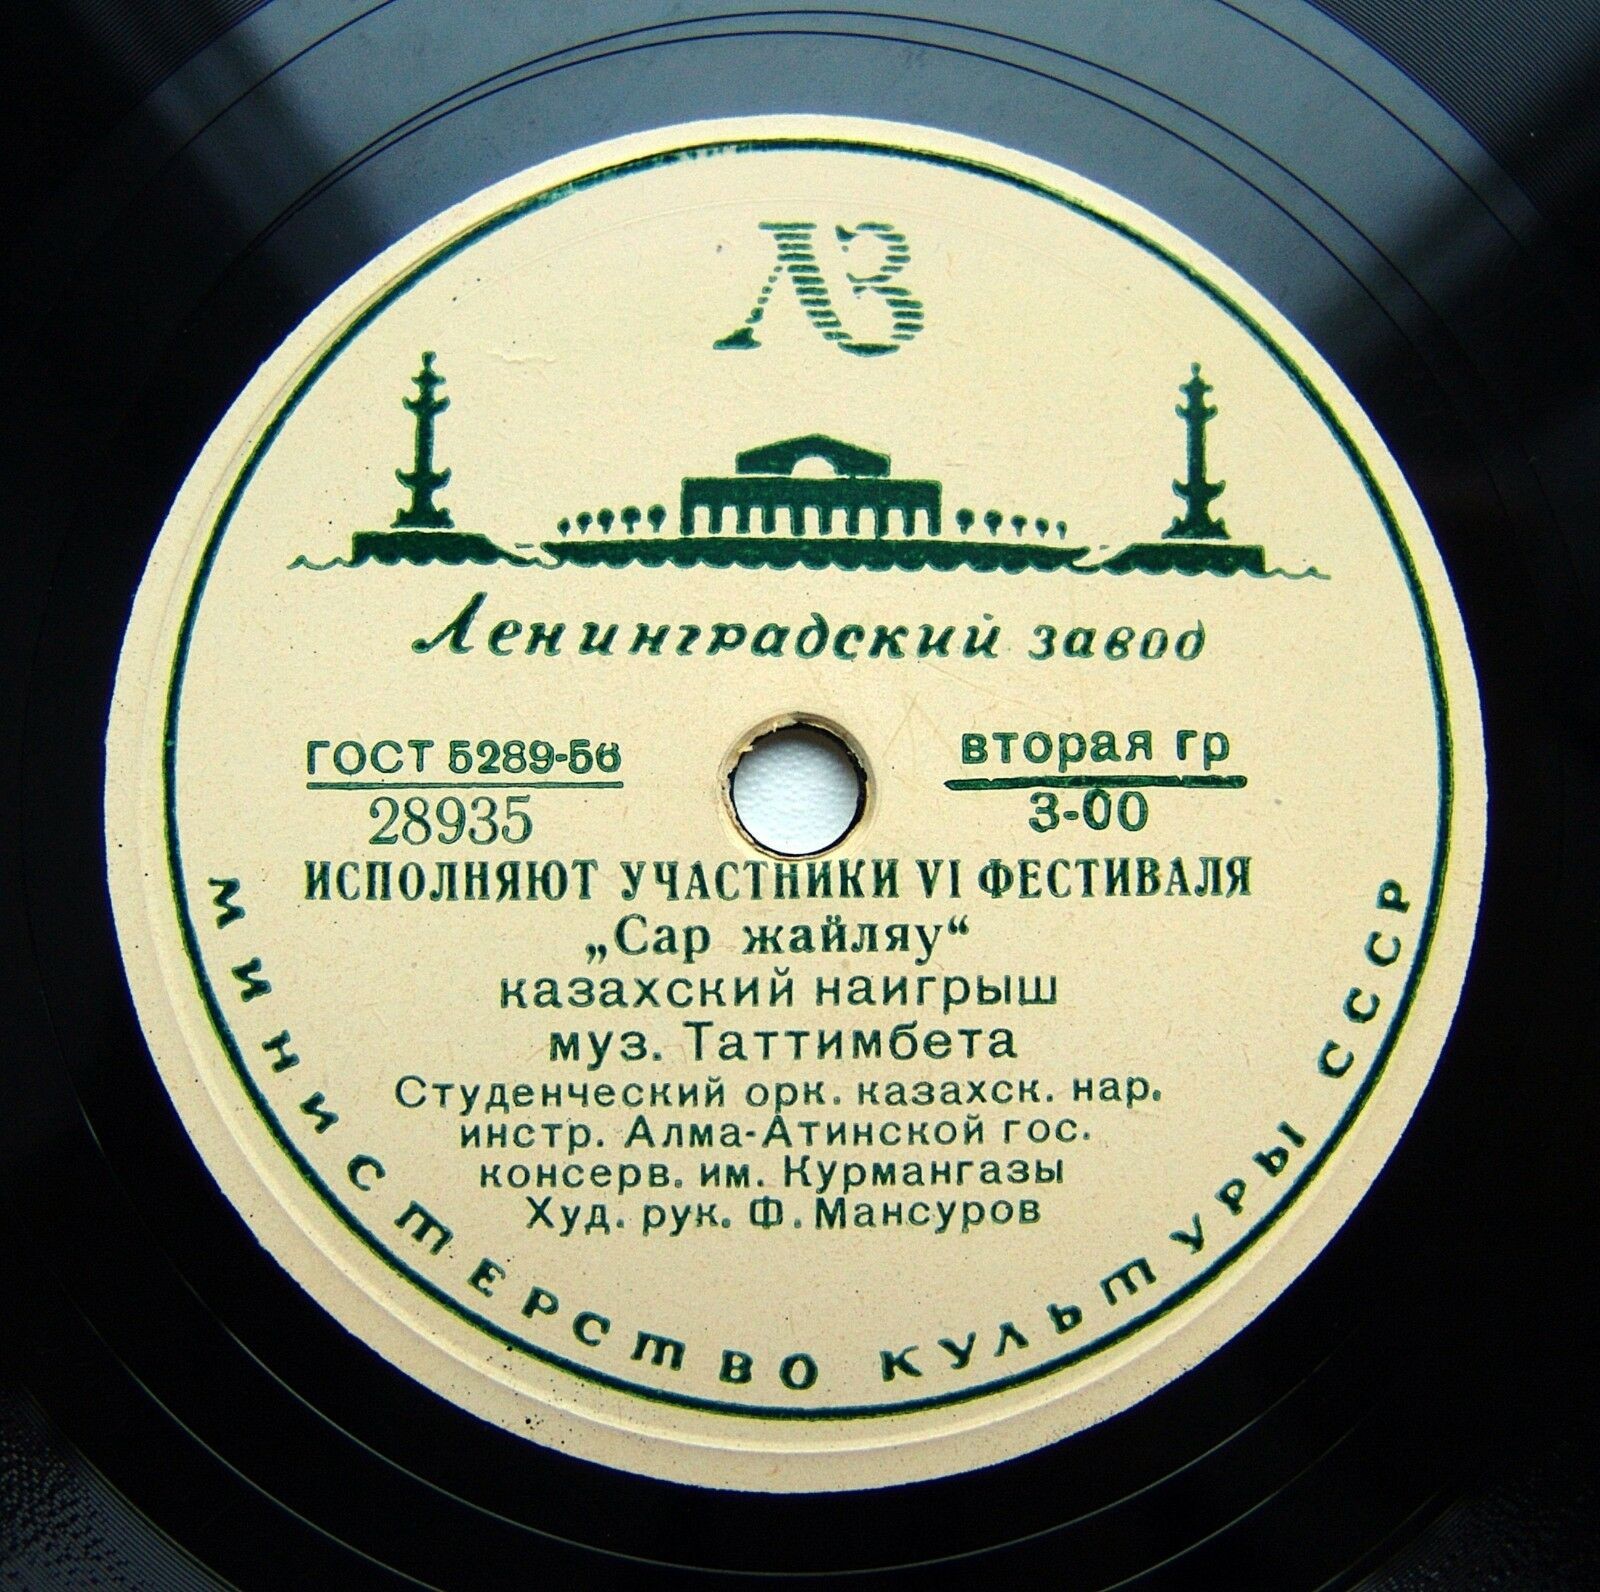 ЛЗ
Ленинградский завод
ГОСТ 5289-56
28935
вторая гр
3-00
ИСПОЛНЯЮТ УЧАСТНИКИ VI ФЕСТИВАЛЯ
„Сар жайляу“
казахский наигрыш
муз. Таттимбета
Студенческий орк. казахск. нар.
инстр. Алма-Атинской гос.
консерв. им. Курмангазы
Худ. рук. Ф. Мансуров
МИНИСТЕРСТВО КУЛЬТУРЫ СССР